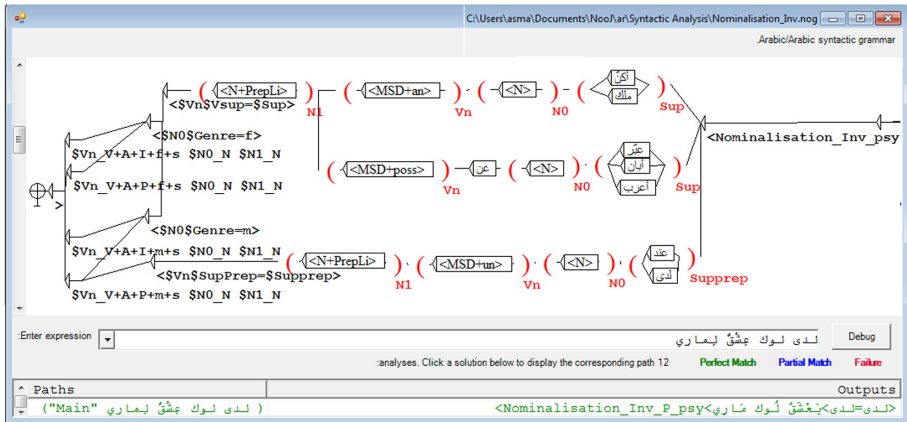 C:\Users\asma\Documents\NooJ\ar\Syntactic Analysis\Nominalisation_Inv.nog
.Arabic/Arabic syntactic grammar
<N+PrepLi> N1 <MSD+an> Vn <N> N0 أكنّ Sup
ملك
<$Vn$Vsup=$Sup>
<$N0$Genre=f>
<Nominalisation_Inv_psy
$Vn_V+A+I+f+s $N0_N $N1_N
عبّر
<MSD+poss> Vn عن <N> N0 أبان Sup
أعرب
$Vn_V+A+P+f+s $N0_N $N1_N
<$N0$Genre=m>
$Vn_V+A+I+m+s $N0_N $N1_N
<$Vn$SupPrep=$Supprep>
<N+PrepLi> N1 <MSD+un> Vn <N> N0 عند Supprep
لدى
$Vn_V+A+P+m+s $N0_N $N1_N
:Enter expression لدى لوك عِشْقٌ لِماري Debug
:analyses. Click a solution below to display the corresponding path 12 Perfect Match Partial Match Failure
Paths Outputs
( لدى لوك عِشْقٌ لِماري "Main") <لدى=لدى>يَعْشَقُ لُوك مَاري<Nominalisation_Inv_P_psy>